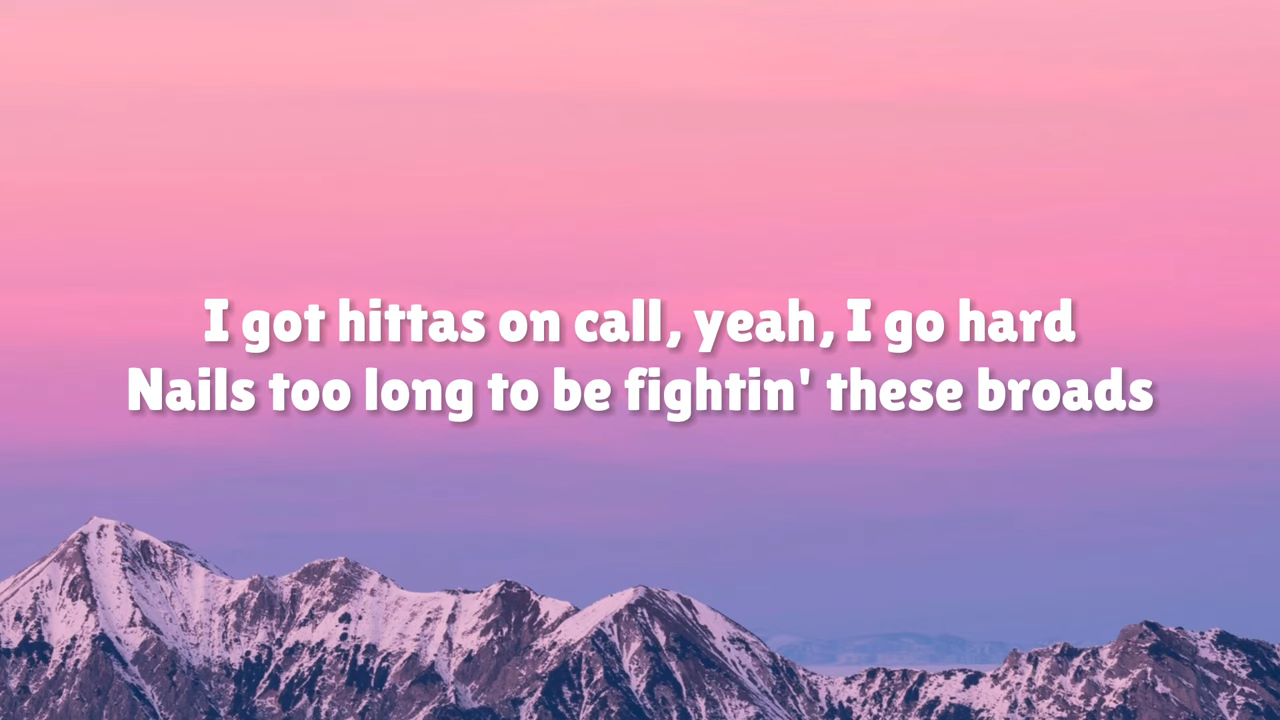 I got hittas on call, yeah, I go hard
Nails too long to be fightin' these broads